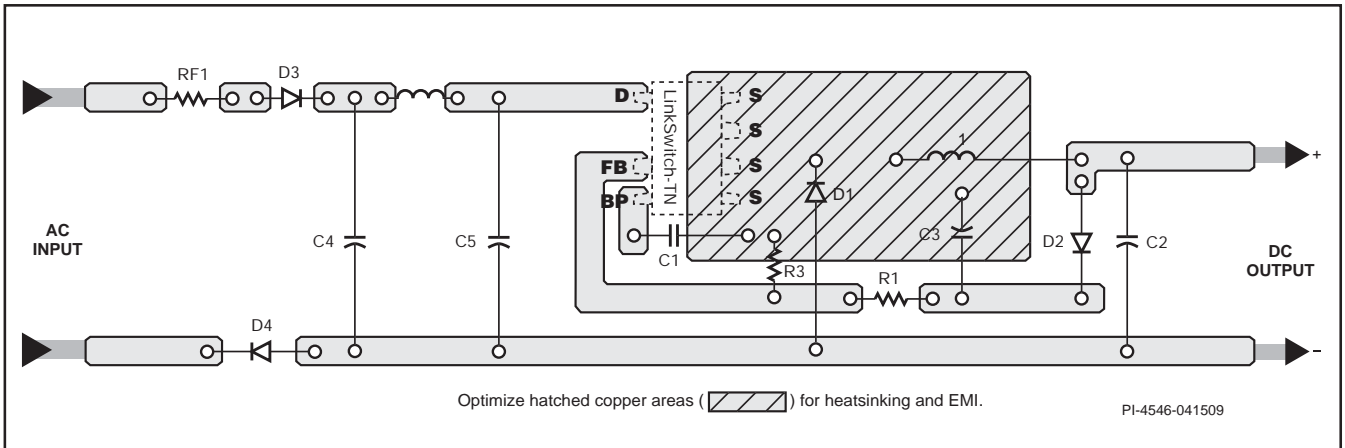 RF1
D3
D
S
LinkSwitch-TN
S
1
+
FB
S
BP
S
D1
AC
INPUT
C4
C5
C1
R3
C3
D2
C2
DC
OUTPUT
R1
D4
–
Optimize hatched copper areas ( ) for heatsinking and EMI.
PI-4546-041509